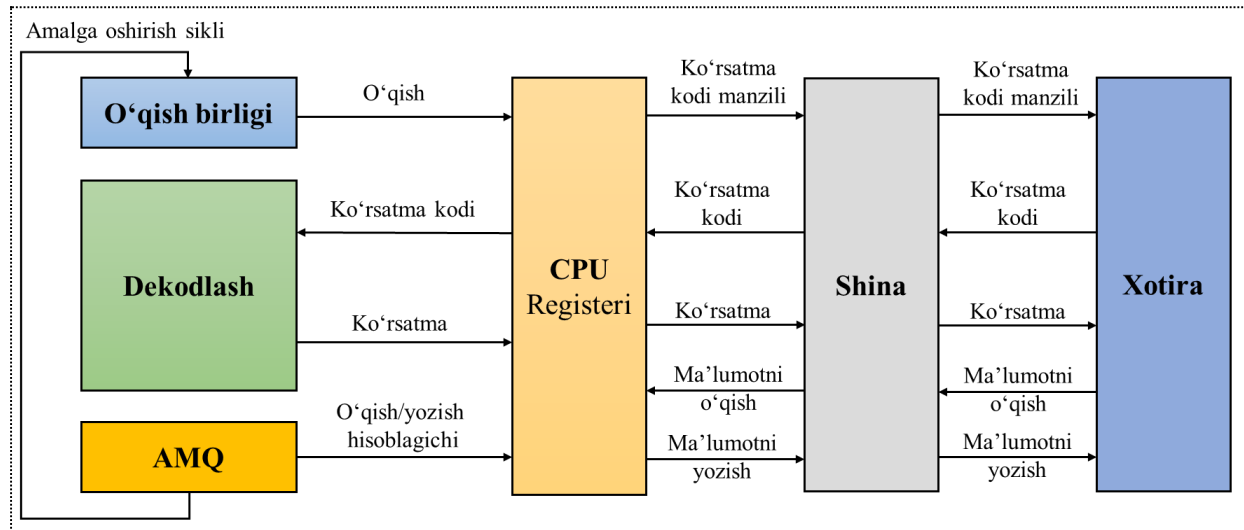 Amalga oshirish sikli
O‘qish birligi
O‘qish
Ko‘rsatma
kodi manzili
Ko‘rsatma
kodi manzili
Dekodlash
Ko‘rsatma kodi
Ko‘rsatma
CPU
Registeri
Ko‘rsatma
kodi
Shina
Ko‘rsatma
kodi
Xotira
Ko‘rsatma
Ko‘rsatma
Ma’lumotni
o‘qish
Ma’lumotni
o‘qish
AMQ
O‘qish/yozish
hisoblagichi
Ma’lumotni
yozish
Ma’lumotni
yozish